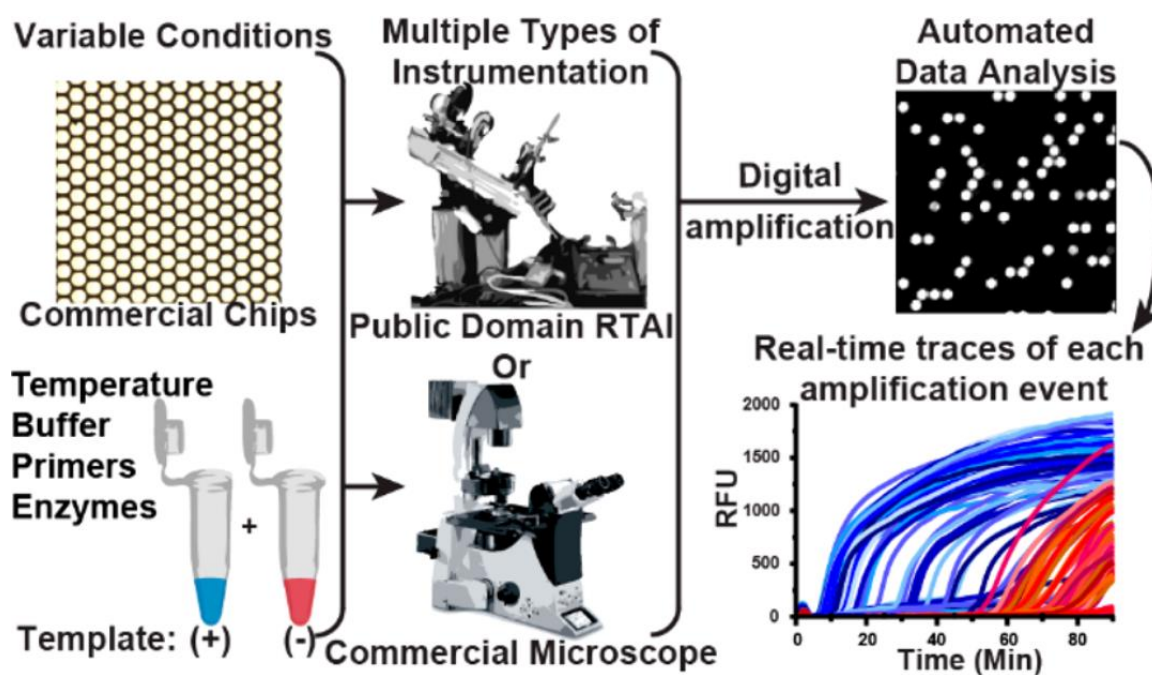 Variable Conditions
Commercial Chips
Temperature
Buffer
Primers
Enzymes
+
Template: (+) (-)
Multiple Types of
Instrumentation
Public Domain RTAI
Or
Commercial Microscope
Digital
amplification
Automated
Data Analysis
Real-time traces of each
amplification event
2000
1500
1000
500
0
RFU
0 20 40 60 80
Time (Min)